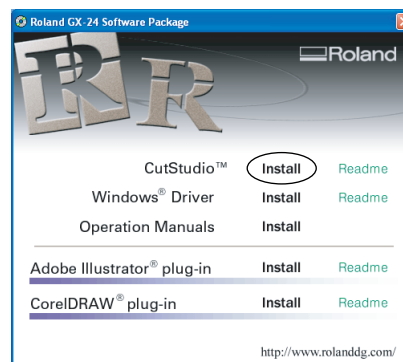 Roland GX-24 Software Package
Roland
CutStudio™ Install Readme
Windows® Driver Install Readme
Operation Manuals Install
Adobe Illustrator® plug-in Install Readme
CorelDRAW® plug-in Install Readme
http://www.rolanddg.com/